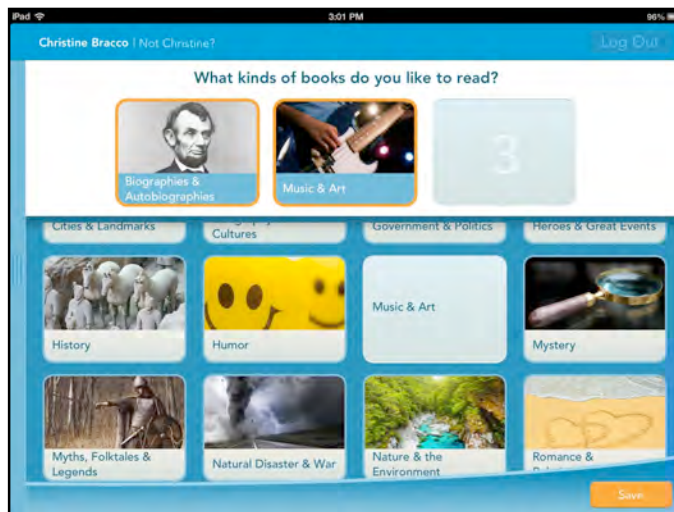 iPad
3:01 PM
96%
Christine Bracco | Not Christine?
Log Out
What kinds of books do you like to read?
3
Biographies &
Autobiographies
Music & Art
Cities & Landmarks
Cultures
Government & Politics
Heroes & Great Events
History
Humor
Music & Art
Mystery
Myths, Folktales &
Legends
Natural Disaster & War
Nature & the
Environment
Romance &
Save